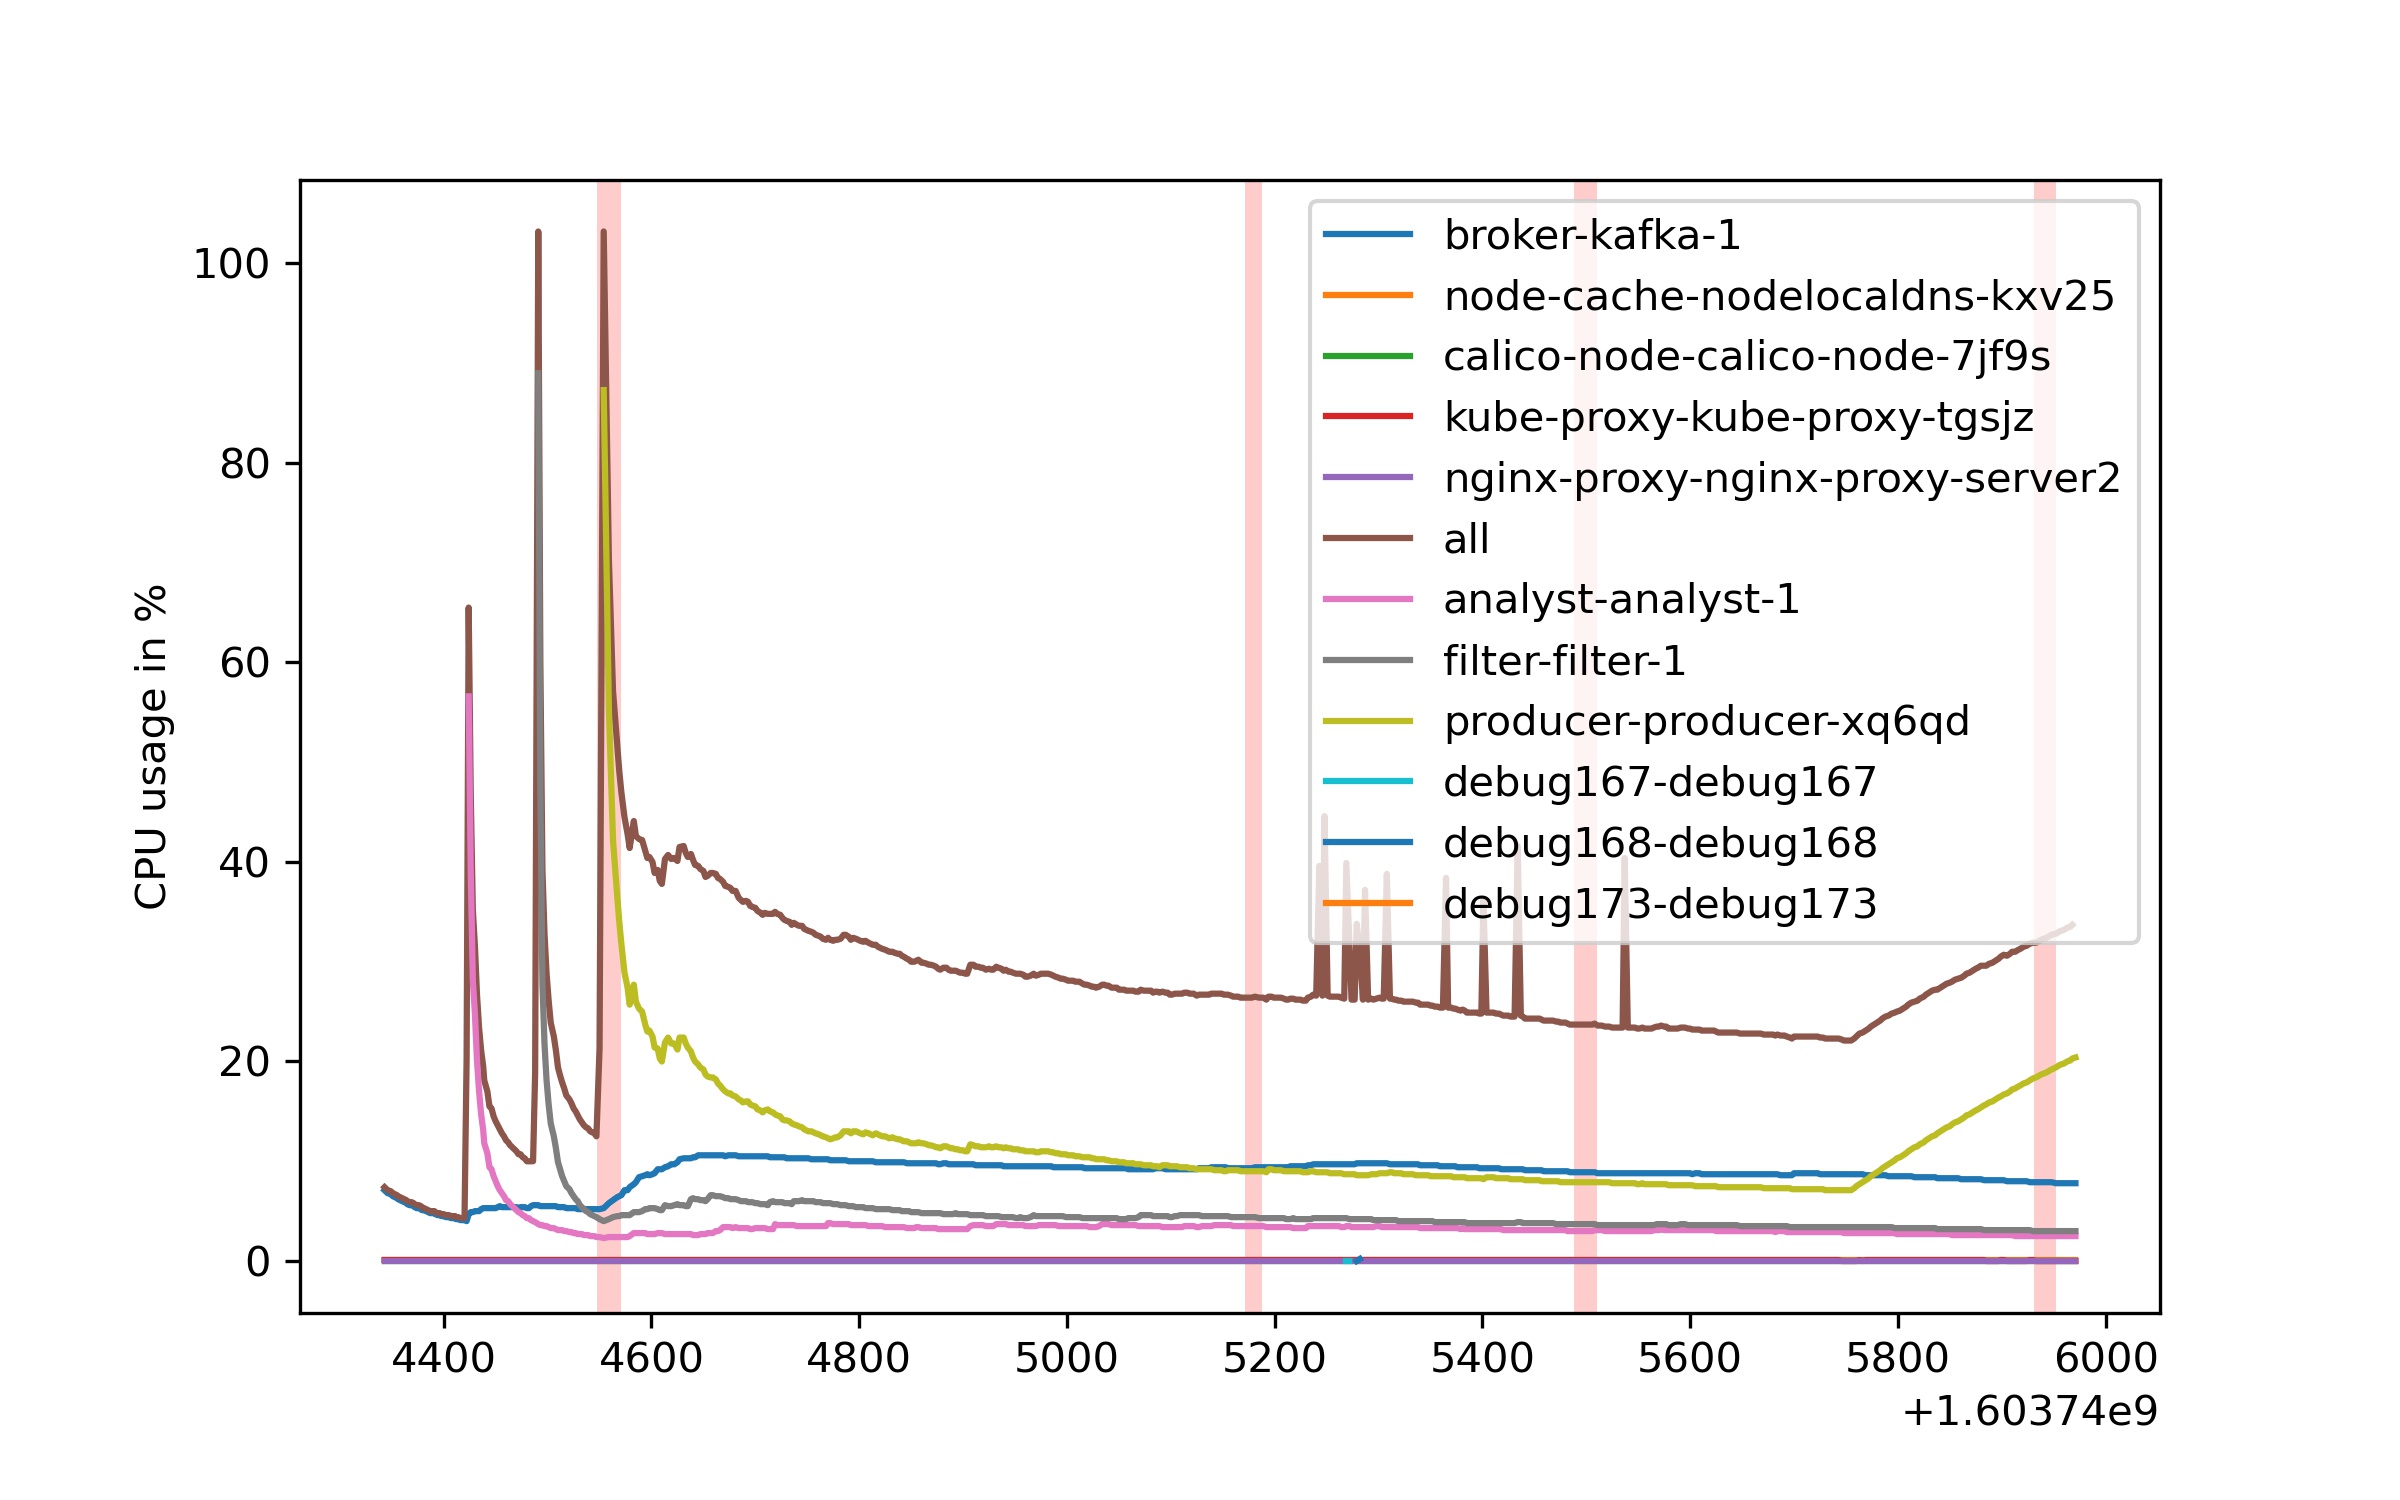 CPU usage in %
100
80
60
40
20
0
broker-kafka-1
node-cache-nodelocaldns-kxv25
calico-node-calico-node-7jf9s
kube-proxy-kube-proxy-tgsjz
nginx-proxy-nginx-proxy-server2
all
analyst-analyst-1
filter-filter-1
producer-producer-xq6qd
debug167-debug167
debug168-debug168
debug173-debug173
4400 4600 4800 5000 5200 5400 5600 5800 6000
+1.60374e9